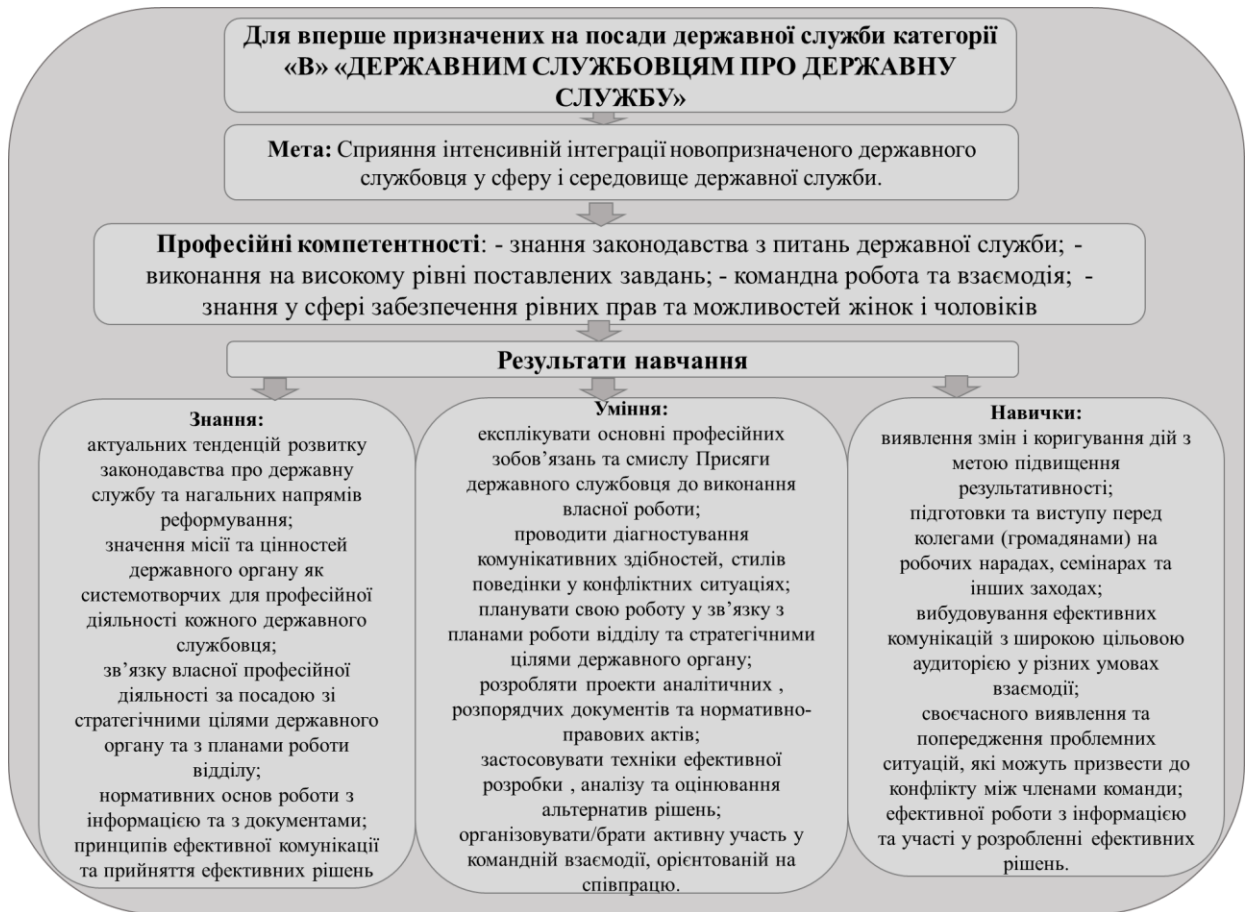 Для вперше призначених на посади державної служби категорії
«В» «ДЕРЖАВНИМ СЛУЖБОВЦЯМ ПРО ДЕРЖАВНУ
СЛУЖБУ»
Мета: Сприяння інтенсивній інтеграції новопризначеного державного
службовця у сферу і середовище державної служби.
Професійні компетентності: - знання законодавства з питань державної служби; -
виконання на високому рівні поставлених завдань; - командна робота та взаємодія; -
знання у сфері забезпечення рівних прав та можливостей жінок і чоловіків
Результати навчання
Знання:
актуальних тенденцій розвитку
законодавства про державну
службу та нагальних напрямів
реформування;
значення місії та цінностей
державного органу як
системотворчих для професійної
діяльності кожного державного
службовця;
зв’язку власної професійної
діяльності за посадою зі
стратегічними цілями державного
органу та з планами роботи
відділу;
нормативних основ роботи з
інформацією та з документами;
принципів ефективної комунікації
та прийняття ефективних рішень
Уміння:
експлікувати основні професійних
зобов’язань та смислу Присяги
державного службовця до виконання
власної роботи;
проводити діагностування
комунікативних здібностей, стилів
поведінки у конфліктних ситуаціях;
планувати свою роботу у зв’язку з
планами роботи відділу та стратегічними
цілями державного органу;
розробляти проекти аналітичних ,
розпорядчих документів та нормативно-
правових актів;
застосовувати техніки ефективної
розробки , аналізу та оцінювання
альтернатив рішень;
організовувати/брати активну участь у
командній взаємодії, орієнтованій на
співпрацю.
Навички:
виявлення змін і коригування дій з
метою підвищення
результативності;
підготовки та виступу перед
колегами (громадянами) на
робочих нарадах, семінарах та
інших заходах;
вибудовування ефективних
комунікацій з широкою цільовою
аудиторією у різних умовах
взаємодії;
своєчасного виявлення та
попередження проблемних
ситуацій, які можуть призвести до
конфлікту між членами команди;
ефективної роботи з інформацією
та участі у розробленні ефективних
рішень.